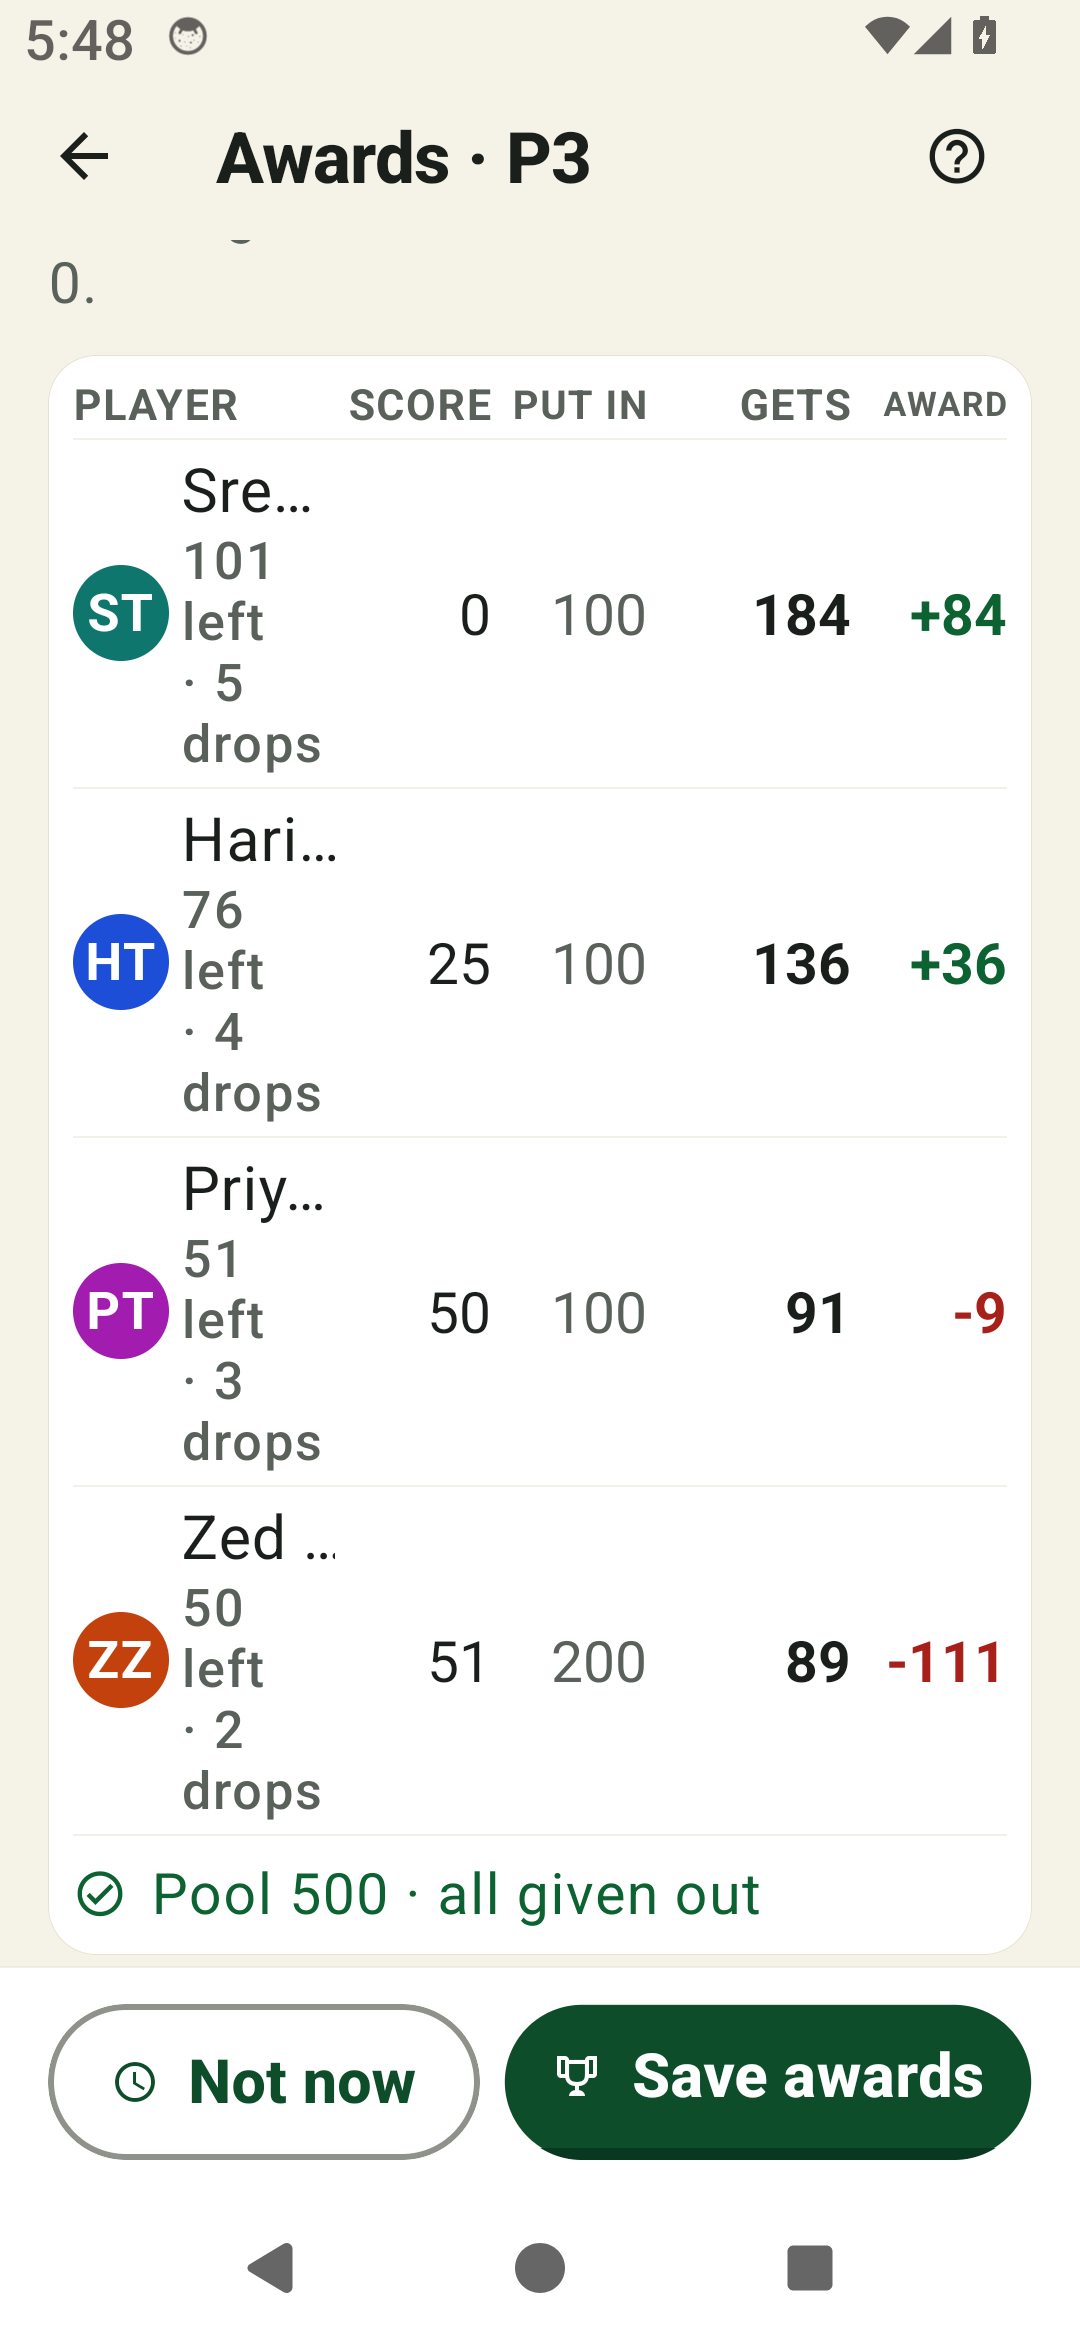 5:48
Awards · P3
0.
PLAYER SCORE PUT IN GETS AWARD
Sre…
101
left
· 5
drops
ST 0 100 184 +84
Hari…
76
left
· 4
drops
HT 25 100 136 +36
Priy…
51
left
· 3
drops
PT 50 100 91 -9
Zed …
50
left
· 2
drops
ZZ 51 200 89 -111
Pool 500 · all given out
Not now
Save awards